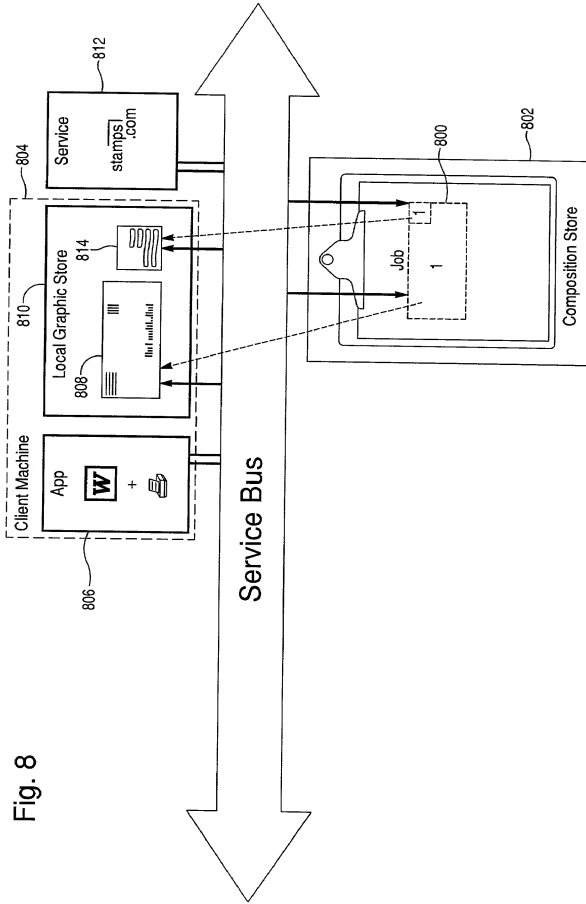 Fig. 8
Client Machine
804
806
App
W
+
810
Local Graphic Store
808
814
812
Service
stamps
.com
Service Bus
Job
1
1
800
802
Composition Store